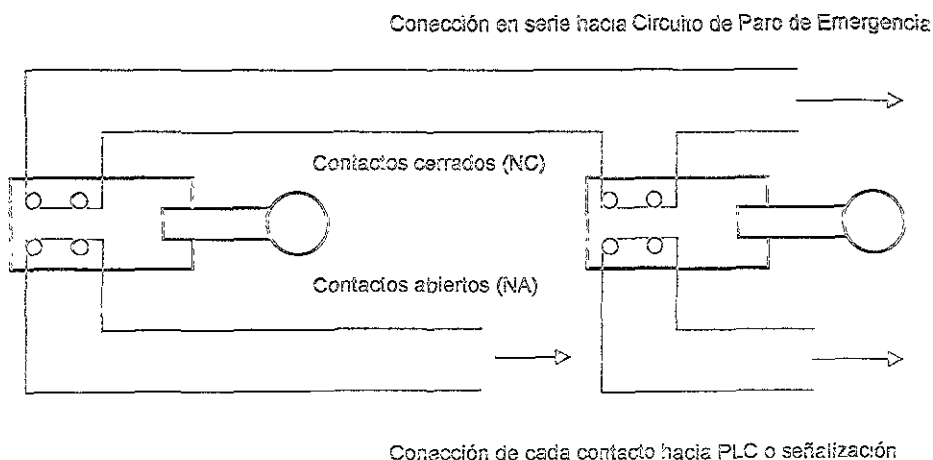 Conección en serie hacia Circuito de Paro de Emergencia
Contactos cerrados (NC)
Contactos abiertos (NA)
Conección de cada contacto hacia PLC o señalización